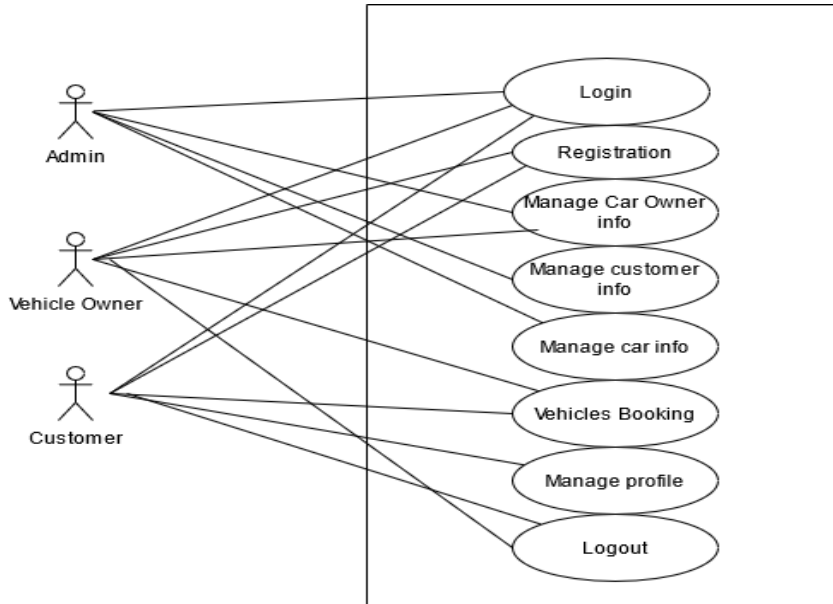 Login
Admin
Registration
Manage Car Owner
info
Vehicle Owner
Manage customer
info
Manage car info
Customer
Vehicles Booking
Manage profile
Logout